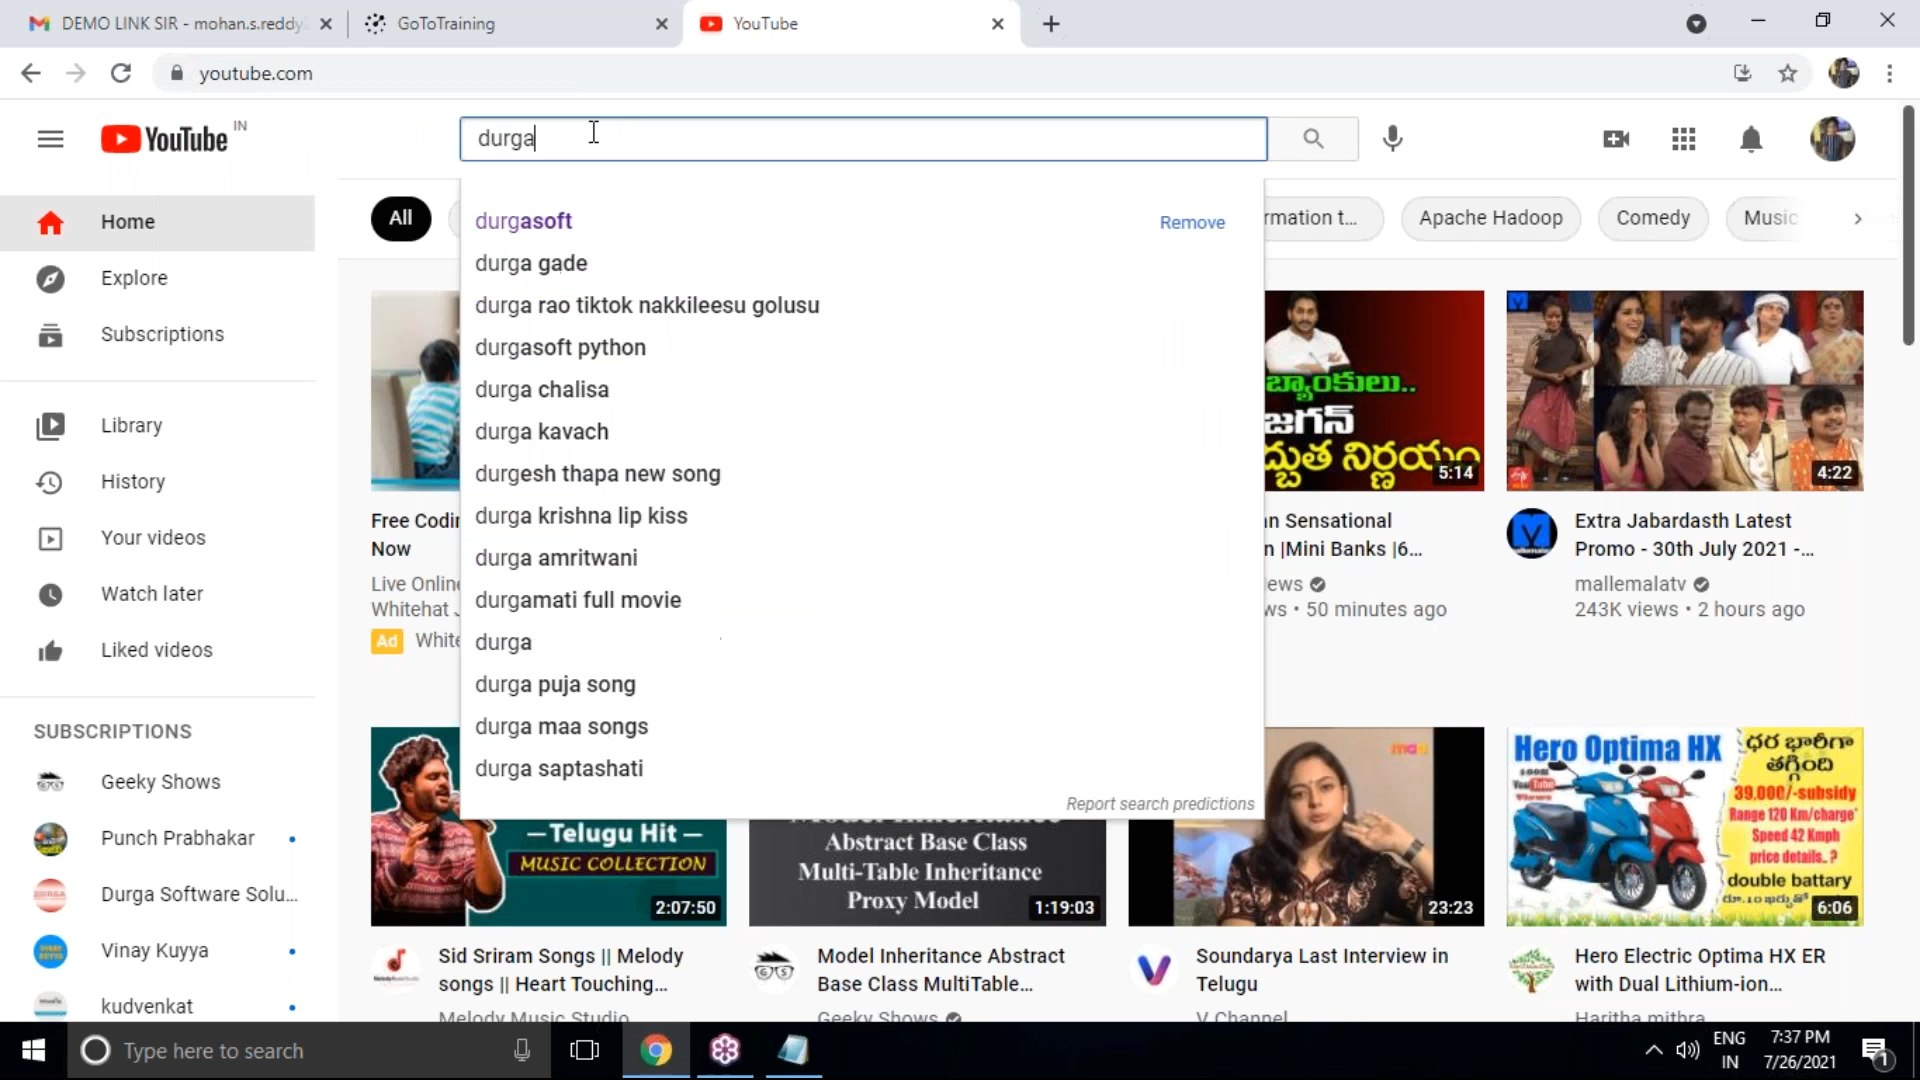 DEMO LINK SIR - mohan.s.reddy
GoToTraining
YouTube
youtube.com
YouTube IN
durga
Home
Explore
Subscriptions
Library
History
Your videos
Watch later
Liked videos
SUBSCRIPTIONS
Geeky Shows
Punch Prabhakar
Durga Software Solu...
Vinay Kuyya
kudvenkat
All
rmation t...
Apache Hadoop
Comedy
Music
durgasoft
Remove
durga gade
durga rao tiktok nakkileesu golusu
durgasoft python
durga chalisa
durga kavach
durgesh thapa new song
durga krishna lip kiss
durga amritwani
durgamati full movie
durga
durga puja song
durga maa songs
durga saptashati
Report search predictions
Free Codi
Now
Live Online
Whitehat
Ad White
బ్యాంకులు..
జగన్
5:14
n Sensational
n |Mini Banks |6...
ews
ws • 50 minutes ago
4:22
Extra Jabardasth Latest
Promo - 30th July 2021 -...
mallemalatv
243K views • 2 hours ago
Telugu Hit
MUSIC COLLECTION
2:07:50
Sid Sriram Songs || Melody
songs || Heart Touching...
Melody Music Studio
Model Inheritance
Abstract Base Class
Multi-Table Inheritance
Proxy Model
1:19:03
Model Inheritance Abstract
Base Class MultiTable...
Geeky Shows
maa
23:23
Soundarya Last Interview in
Telugu
V Channel
Hero Optima HX
ధర భారీగా
తగ్గింది
39,000/-subsidy
Range 120 Km/charge
Speed 42 Kmph
price details.. ?
double battary
6:06
Hero Electric Optima HX ER
with Dual Lithium-ion...
Haritha mithra
Type here to search
ENG
IN
7:37 PM
7/26/2021
1